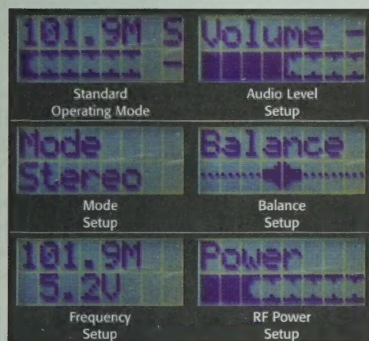 101.9M S
Standard
Operating Mode
Volume -
Audio Level
Setup
Mode
Stereo
Mode
Setup
Balance
Balance
Setup
101.9M
5.2V
Frequency
Setup
Power
RF Power
Setup